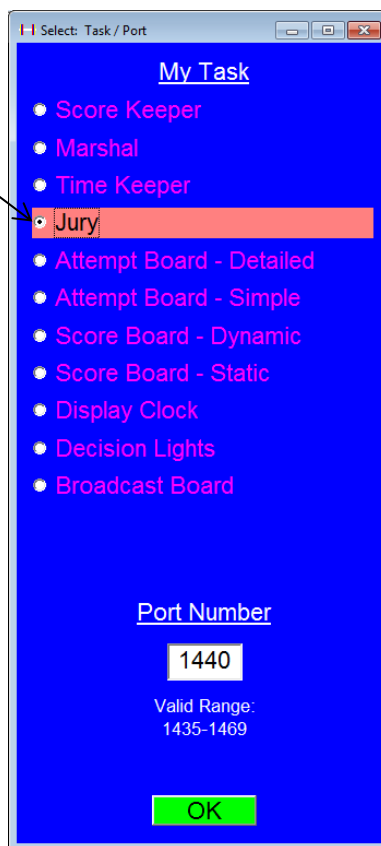 Select: Task / Port
My Task
Score Keeper
Marshal
Time Keeper
Jury
Attempt Board - Detailed
Attempt Board - Simple
Score Board - Dynamic
Score Board - Static
Display Clock
Decision Lights
Broadcast Board
Port Number
1440
Valid Range:
1435-1469
OK